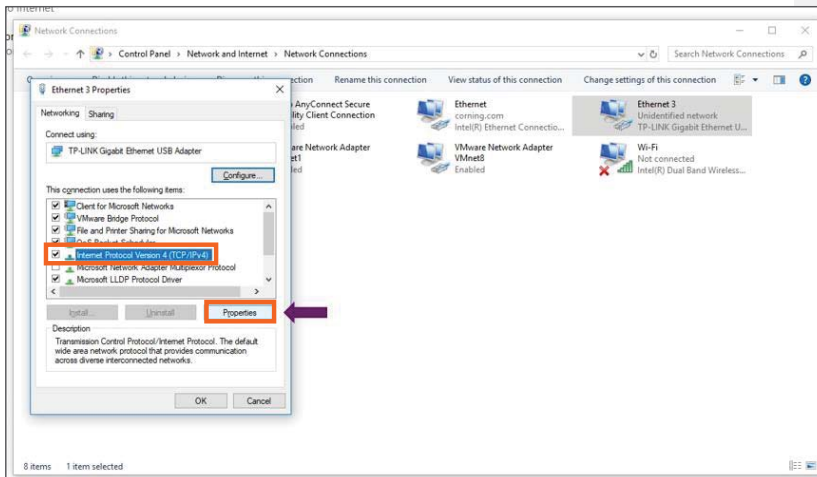 o Internet
Network Connections
Control Panel › Network and Internet › Network Connections
Search Network Connections
Rename this connection
View status of this connection
Change settings of this connection
Ethernet 3 Properties
Networking
Sharing
Connect using:
TP-LINK Gigabit Ethernet USB Adapter
Configure...
This connection uses the following items:
Client for Microsoft Networks
VMware Bridge Protocol
File and Printer Sharing for Microsoft Networks
QoS Packet Scheduler
Internet Protocol Version 4 (TCP/IPv4)
Microsoft Network Adapter Multiplexor Protocol
Microsoft LLDP Protocol Driver
Install...
Uninstall
Properties
Description
Transmission Control Protocol/Internet Protocol. The default
wide area network protocol that provides communication
across diverse interconnected networks.
OK
Cancel
AnyConnect Secure
lity Client Connection
led
Ethernet
corning.com
Intel(R) Ethernet Connectio...
Ethernet 3
Unidentified network
TP-LINK Gigabit Ethernet U...
are Network Adapter
et1
led
VMware Network Adapter
VMnet8
Enabled
Wi-Fi
Not connected
Intel(R) Dual Band Wireless...
8 items
1 item selected